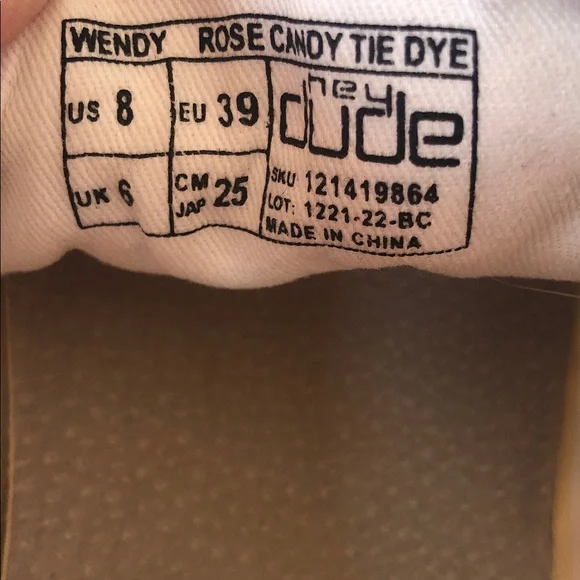 WENDY ROSE CANDY TIE DYE
US 8 EU 39 hey dude
UK 6 CM JAP 25
SKU 121419864
LOT: 1221-22-BC
MADE IN CHINA